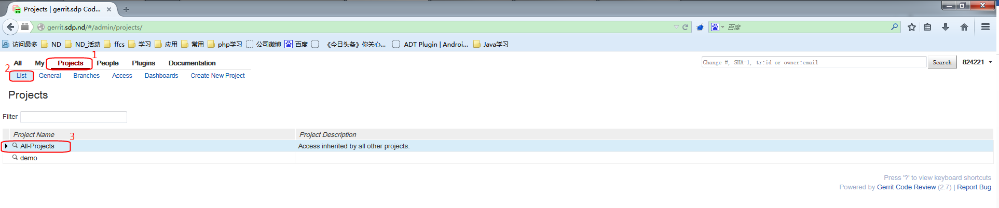 Projects | gerrit.sdp Cod...
gerrit.sdp.nd/#/admin/projects/
百度
访问最多 ND ND_活动 ffcs 学习 应用 常用 php学习 公司微博 百度 《今日头条》你关心... ADT Plugin | Androi... Java学习
1
All My Projects People Plugins Documentation
Change #, SHA-1, tr:id or owner:email Search 824221
2
List General Branches Access Dashboards Create New Project
Projects
Filter
Project Name Project Description
3
All-Projects Access inherited by all other projects.
demo
Press '?' to view keyboard shortcuts
Powered by Gerrit Code Review (2.7) | Report Bug